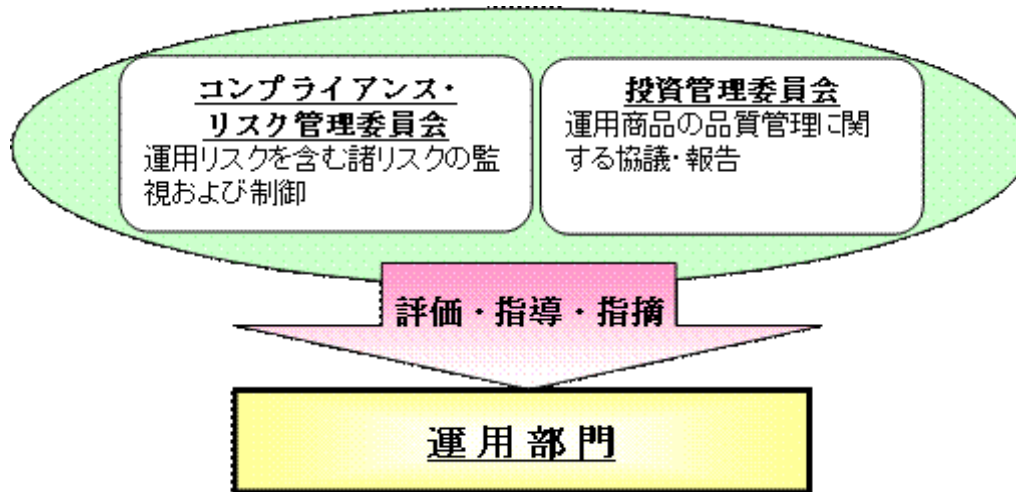 コンプライアンス・
リスク管理委員会
運用リスクを含む諸リスクの監
視および制御
投資管理委員会
運用商品の品質管理に関
する協議・報告
評価・指導・指摘
運用部門